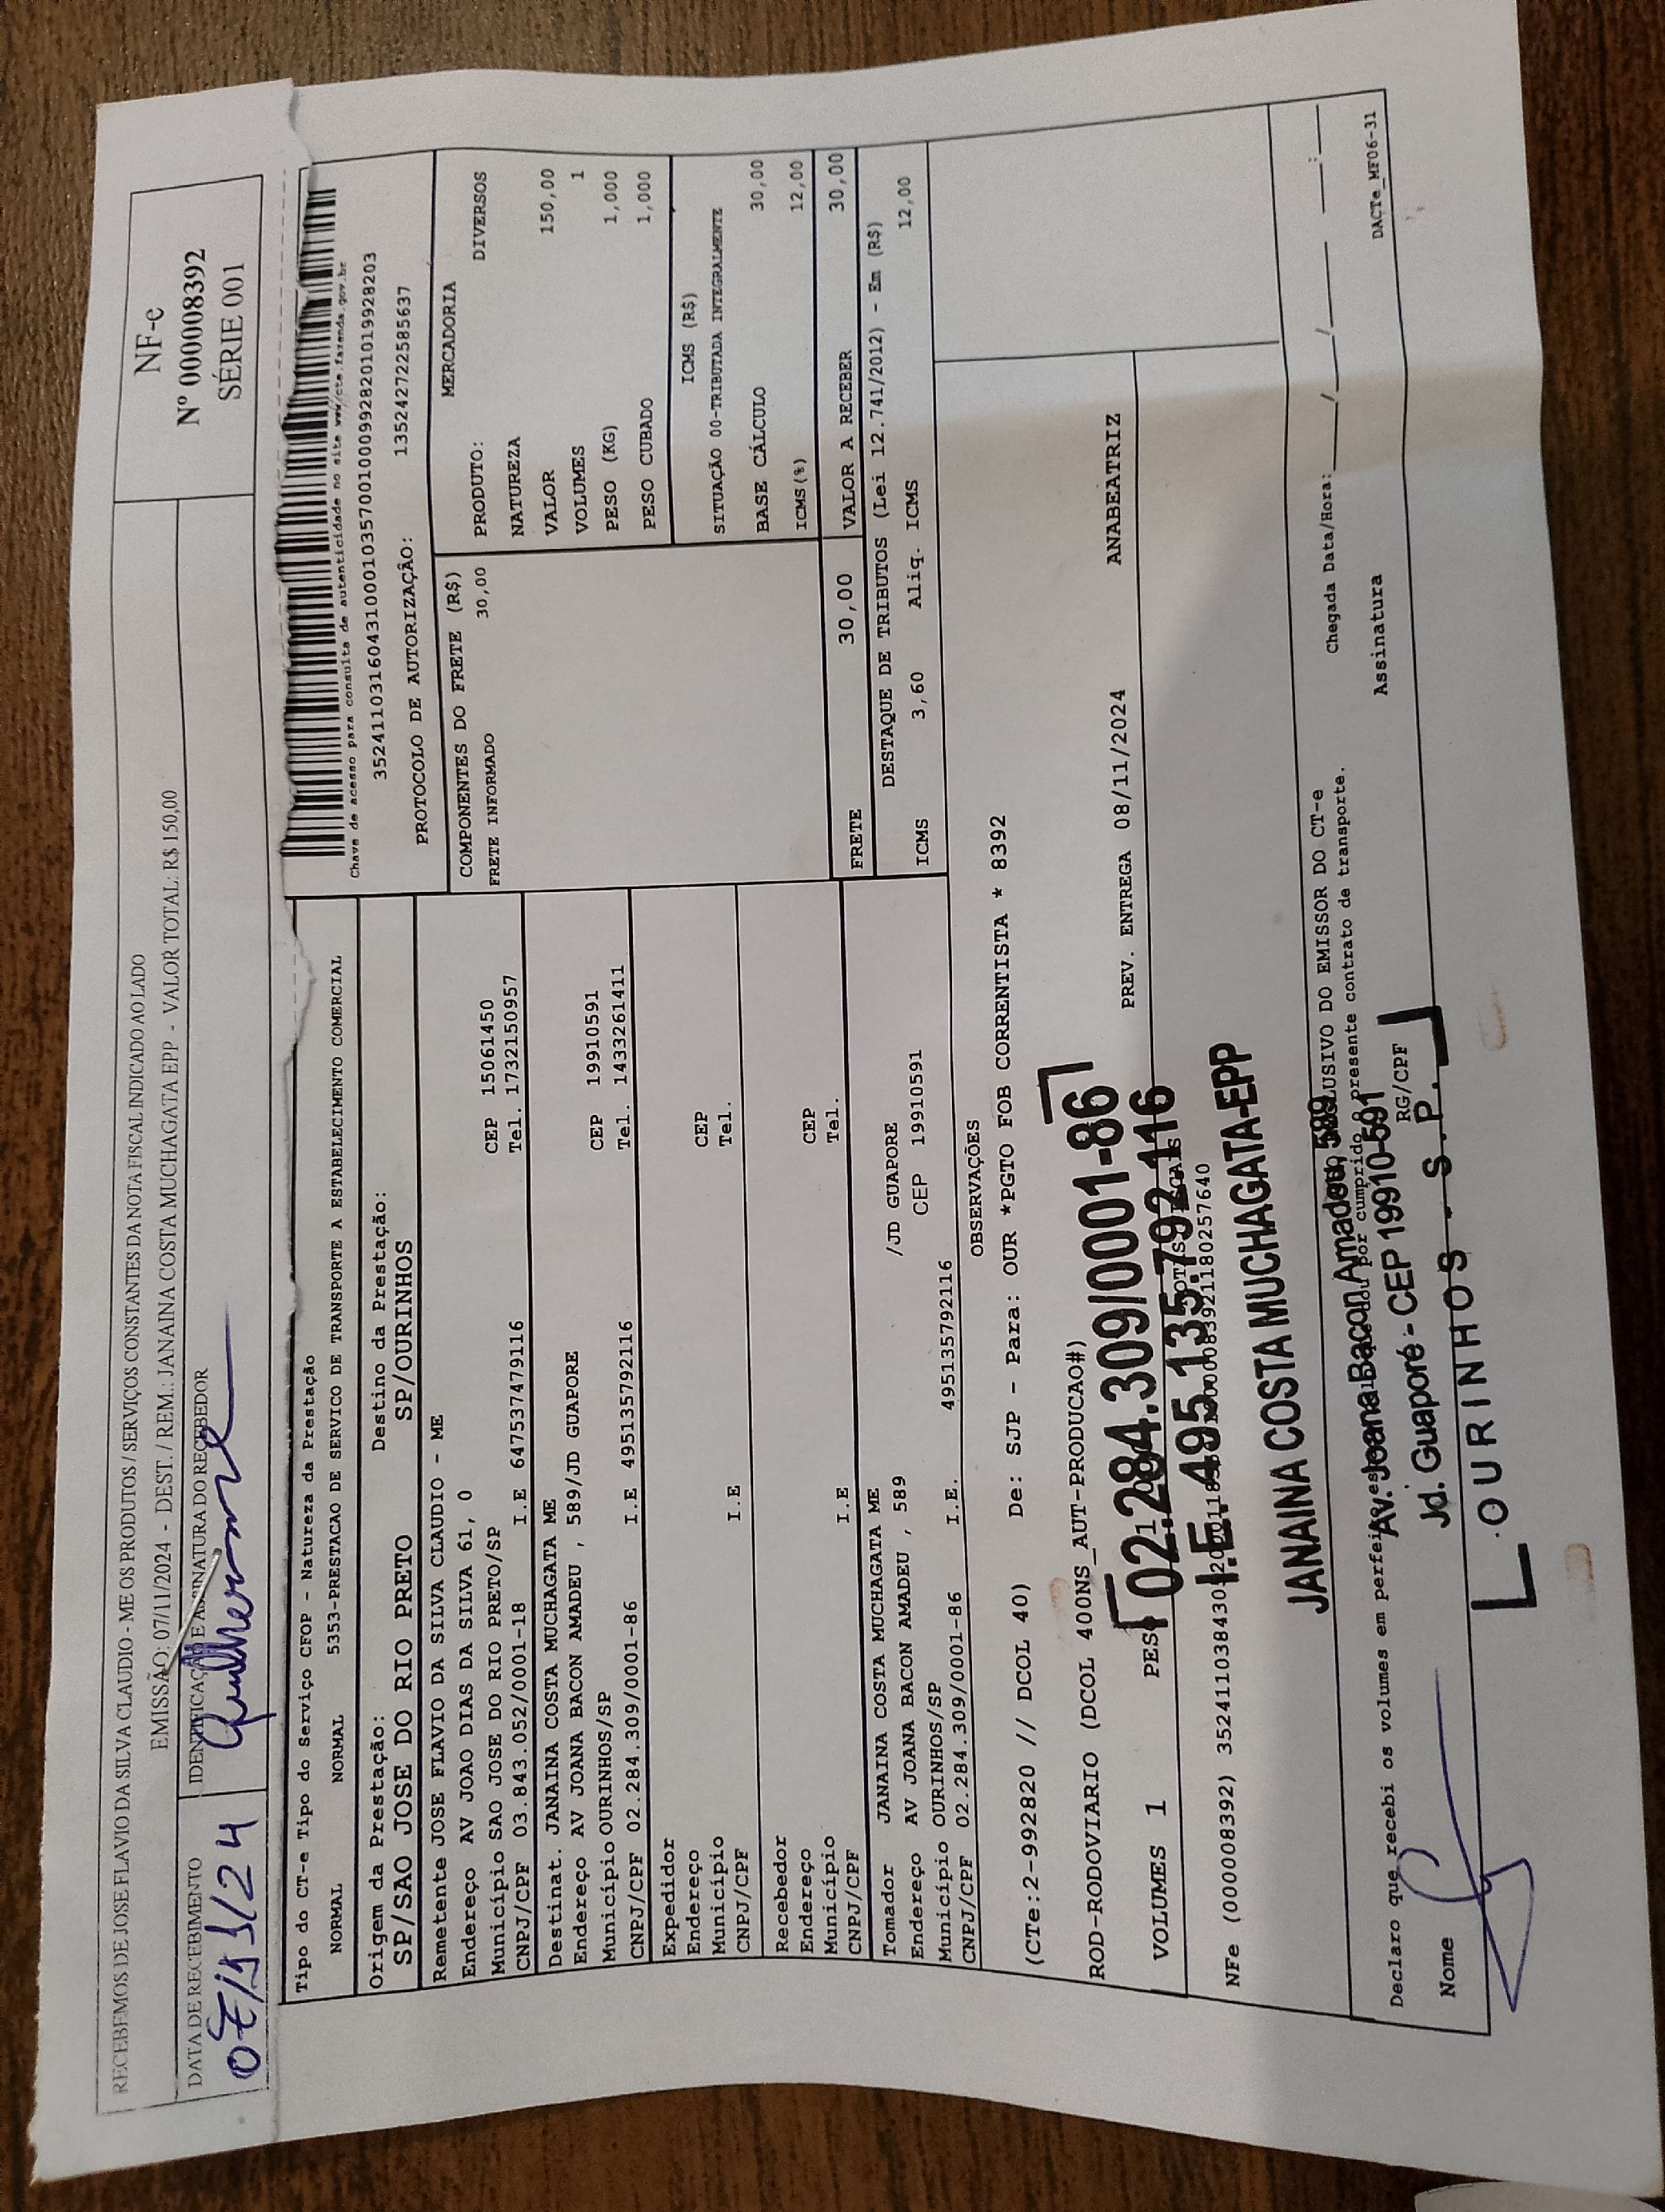 RECEBEMOS DE JOSE FLAVIO DA SILVA CLAUDIO - ME OS PRODUTOS / SERVIÇOS CONSTANTES DA NOTA FISCAL INDICADO AO LADO
EMISSÃO: 07/11/2024 - DEST. / REM.: JANAINA COSTA MUCHAGATA EPP - VALOR TOTAL: R$ 150,00
DATA DE RECEBIMENTO
IDENTIFICAÇÃO E ASSINATURA DO RECEBEDOR
07/11/24
Guilherme
NF-e
Nº 000008392
SÉRIE 001
Tipo do CT-e Tipo do Serviço CFOP - Natureza da Prestação
NORMAL NORMAL 5353-PRESTACAO DE SERVICO DE TRANSPORTE A ESTABELECIMENTO COMERCIAL
Origem da Prestação: Destino da Prestação:
SP/SAO JOSE DO RIO PRETO SP/OURINHOS
Chave de acesso para consulta de autenticidade no site www/cte.fazenda.gov.br
35241103160431000103570010009928201019928203
PROTOCOLO DE AUTORIZAÇÃO: 135242722585637
Remetente JOSE FLAVIO DA SILVA CLAUDIO - ME
Endereço AV JOAO DIAS DA SILVA 61, 0
Município SAO JOSE DO RIO PRETO/SP CEP 15061450
CNPJ/CPF 03.843.052/0001-18 I.E 647537479116 Tel. 1732150957
Destinat. JANAINA COSTA MUCHAGATA ME
Endereço AV JOANA BACON AMADEU , 589/JD GUAPORE
Município OURINHOS/SP CEP 19910591
CNPJ/CPF 02.284.309/0001-86 I.E 495135792116 Tel. 1433261411
Expedidor
Endereço
Município CEP
CNPJ/CPF I.E Tel.
Recebedor
Endereço
Município CEP
CNPJ/CPF I.E Tel.
Tomador JANAINA COSTA MUCHAGATA ME
Endereço AV JOANA BACON AMADEU , 589 /JD GUAPORE
Município OURINHOS/SP CEP 19910591
CNPJ/CPF 02.284.309/0001-86 I.E. 495135792116
COMPONENTES DO FRETE (R$)
FRETE INFORMADO 30,00
MERCADORIA
PRODUTO: DIVERSOS
NATUREZA
VALOR 150,00
VOLUMES 1
PESO (KG) 1,000
PESO CUBADO 1,000
ICMS (R$)
SITUAÇÃO 00-TRIBUTADA INTEGRALMENTE
BASE CÁLCULO 30,00
ICMS(%) 12,00
FRETE 30,00 VALOR A RECEBER 30,00
DESTAQUE DE TRIBUTOS (Lei 12.741/2012) - Em (R$)
ICMS 3,60 Aliq. ICMS 12,00
OBSERVAÇÕES
(CTe:2-992820 // DCOL 40) De: SJP - Para: OUR *PGTO FOB CORRENTISTA * 8392
ROD-RODOVIARIO (DCOL 400NS_AUT-PRODUCAO#)
PREV. ENTREGA 08/11/2024 ANABEATRIZ
VOLUMES 1
NFe (000008392)
02.284.309/0001-86
I.E. 495.135.792.116
JANAINA COSTA MUCHAGATA-EPP
Av. Joana Bacon Amadeu, 589
Jd. Guaporé - CEP 19910-591
OURINHOS - S.P.
DO EMISSOR DO CT-e
Chegada Data/Hora: / / :
Declaro que recebi os volumes em cumprido o presente contrato de transporte.
Nome RG/CPF Assinatura
DACTe_MF06-31